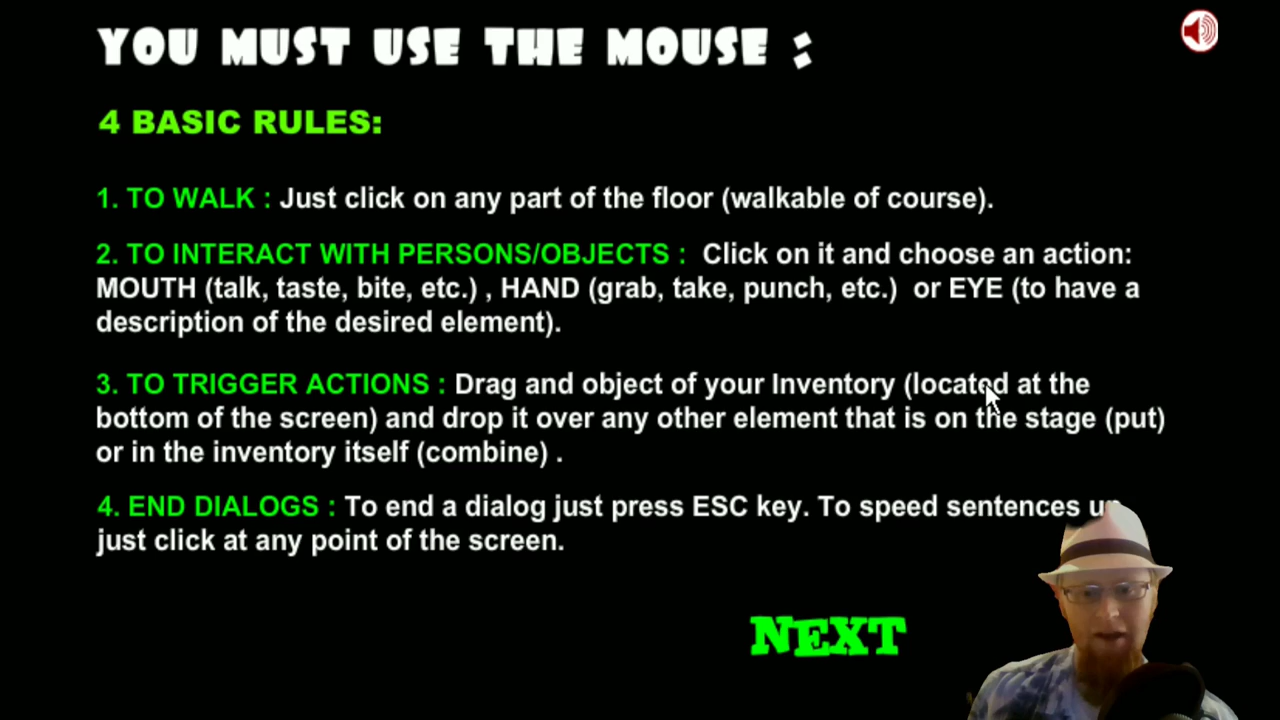 YOU MUST USE THE MOUSE :
4 BASIC RULES:
1. TO WALK : Just click on any part of the floor (walkable of course).
2. TO INTERACT WITH PERSONS/OBJECTS : Click on it and choose an action:
MOUTH (talk, taste, bite, etc.) , HAND (grab, take, punch, etc.) or EYE (to have a
description of the desired element).
3. TO TRIGGER ACTIONS : Drag and object of your Inventory (located at the
bottom of the screen) and drop it over any other element that is on the stage (put)
or in the inventory itself (combine) .
4. END DIALOGS : To end a dialog just press ESC key. To speed sentences up
just click at any point of the screen.
NEXT